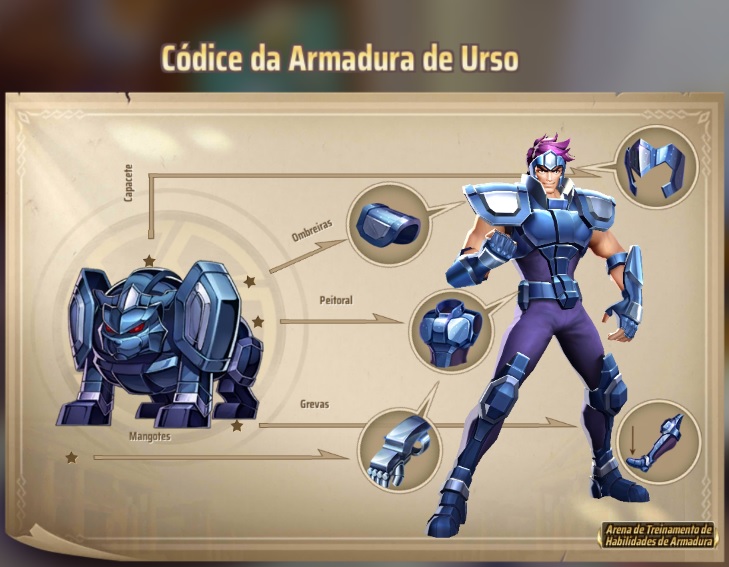 Códice da Armadura de Urso
Capacete
Ombreiras
Peitoral
Grevas
Mangotes
Arena de Treinamento de
Habilidades de Armadura